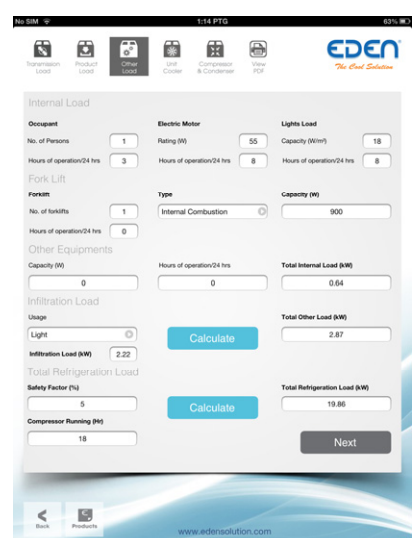 No SIM 1:14 PTG 63%
Transmission Load Product Load Other Load Unit Cooler Compressor & Condenser View PDF
EDEN
The Cool Solution
Internal Load
Occupant Electric Motor Lights Load
No. of Persons 1 Rating (W) 55 Capacity (W/m²) 18
Hours of operation/24 hrs 3 Hours of operation/24 hrs 8 Hours of operation/24 hrs 8
Fork Lift
Forklift Type Capacity (W)
No. of forklifts 1 Internal Combustion 900
Hours of operation/24 hrs 0
Other Equipments
Capacity (W) Hours of operation/24 hrs Total Internal Load (kW)
0 0 0.64
Infiltration Load
Usage Total Other Load (kW)
Light Calculate 2.87
Infiltration Load (kW) 2.22
Total Refrigeration Load
Safety Factor (%) Total Refrigeration Load (kW)
5 Calculate 19.86
Compressor Running (Hr)
18 Next
Back Products
www.edensolution.com